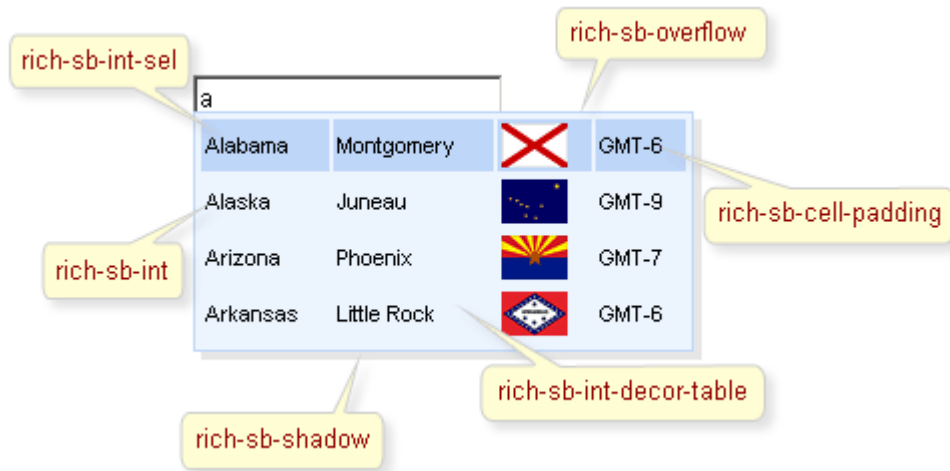 rich-sb-overflow
rich-sb-int-sel
a
Alabama Montgomery GMT-6
Alaska Juneau GMT-9
rich-sb-cell-padding
rich-sb-int
Arizona Phoenix GMT-7
Arkansas Little Rock GMT-6
rich-sb-int-decor-table
rich-sb-shadow